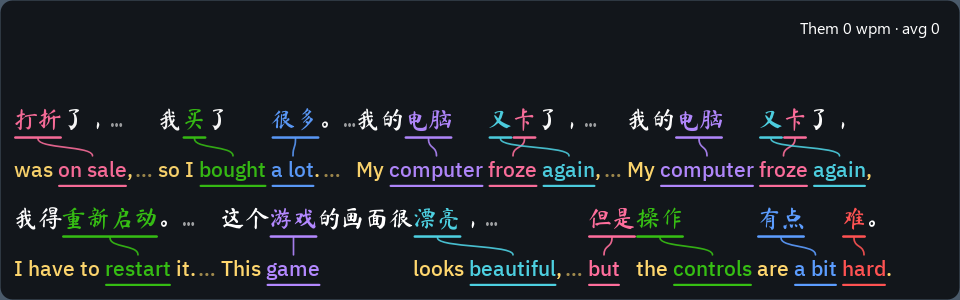 Them 0 wpm · avg 0
打折了，… 我买了 很多。…我的电脑 又卡了，… 我的电脑 又卡了，
was on sale,… so I bought a lot.… My computer froze again,… My computer froze again,
我得重新启动。… 这个游戏的画面很漂亮，… 但是操作 有点 难。
I have to restart it.… This game looks beautiful,… but the controls are a bit hard.